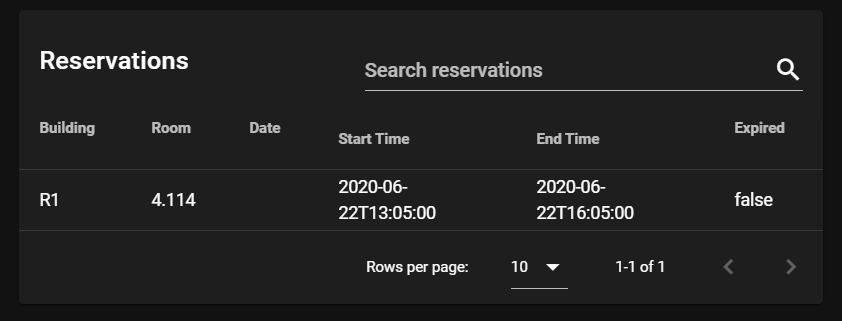 Reservations
Search reservations
Building Room Date Start Time End Time Expired
R1 4.114 2020-06- 2020-06- false
22T13:05:00 22T16:05:00
Rows per page: 10 1-1 of 1